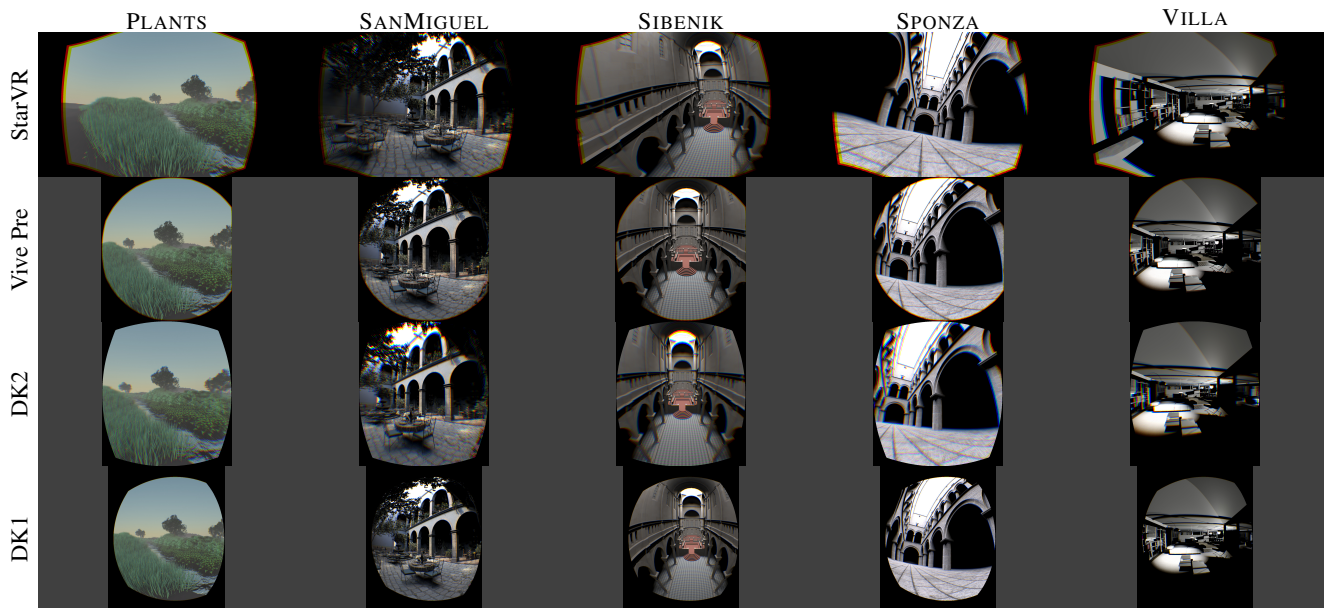 PLANTS SANMIGUEL SIBENIK SPONZA VILLA
StarVR
Vive Pre
DK2
DK1